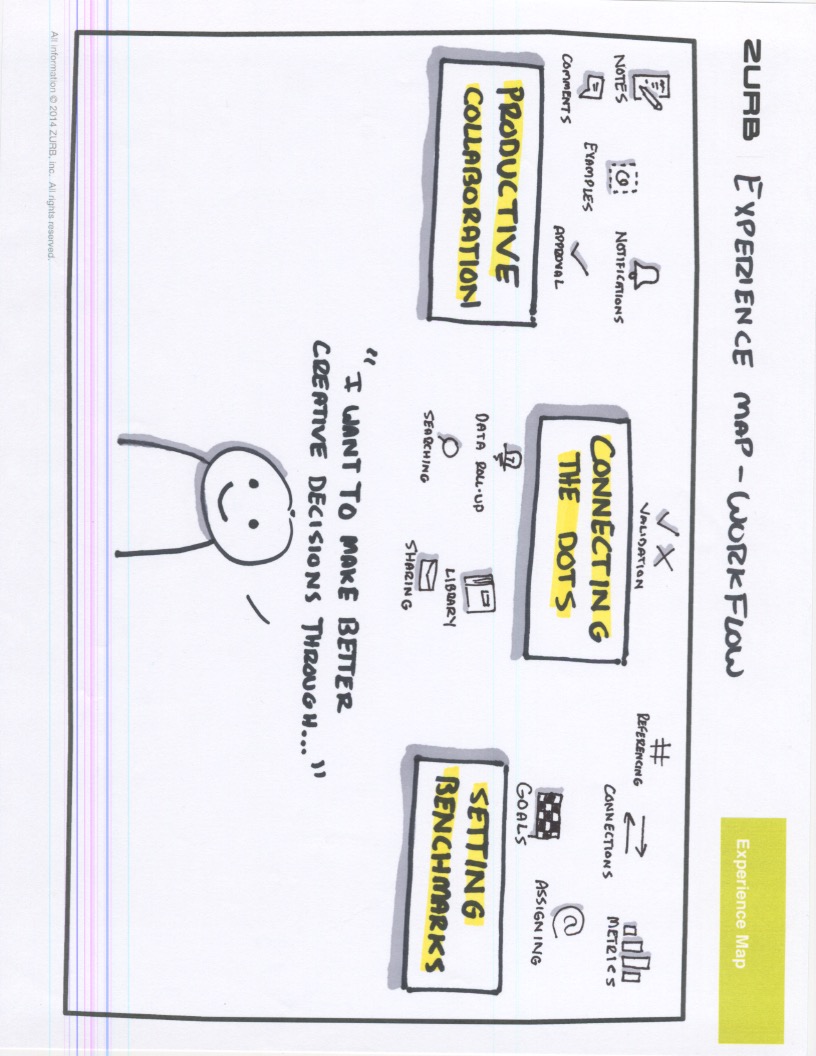 ZURB
EXPERIENCE MAP - WORKFLOW
Experience Map
NOTES
EXAMPLES
NOTIFICATIONS
COMMENTS
APPROVAL
PRODUCTIVE
COLLABORATION
✓ ✗
VALIDATION
CONNECTING
THE DOTS
DATA ROLL-UP
LIBRARY
SEARCHING
SHARING
#
REFERENCING
CONNECTIONS
METRICS
@
ASSIGNING
GOALS
SETTING
BENCHMARKS
"I WANT TO MAKE BETTER
CREATIVE DECISIONS THROUGH..."
All information © 2014 ZURB, inc. All rights reserved.